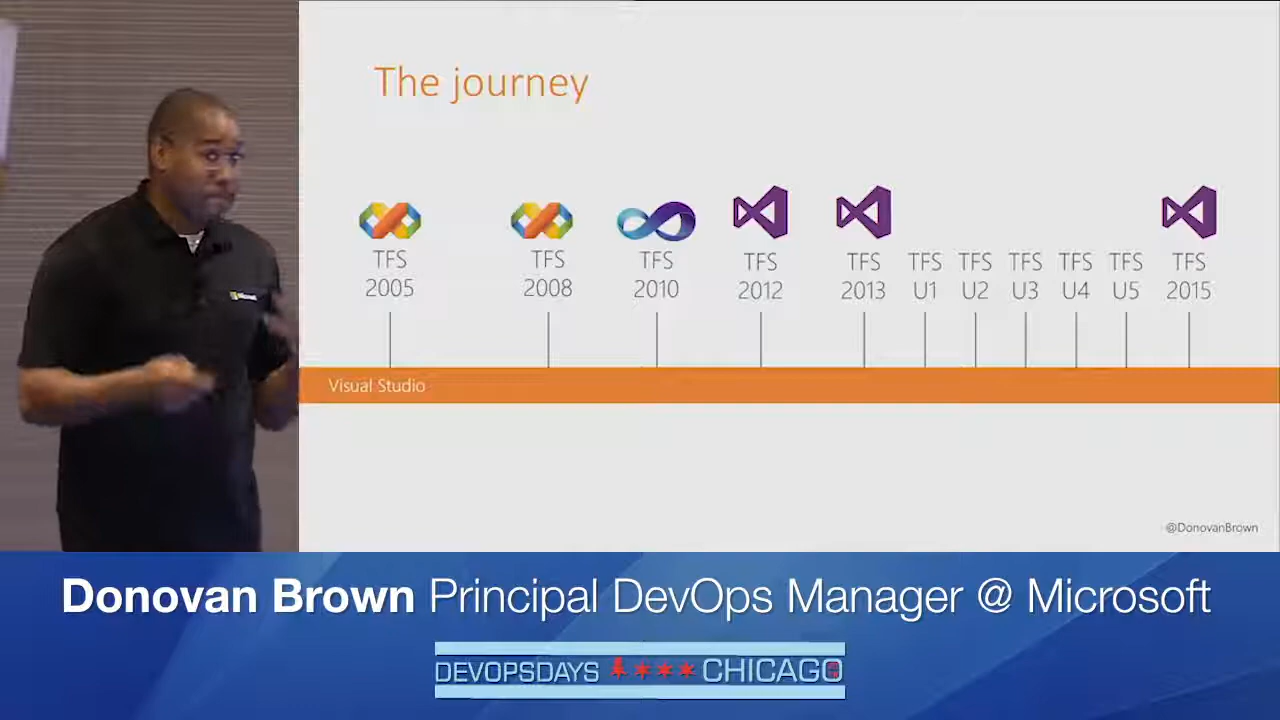 The journey
TFS 2005
TFS 2008
TFS 2010
TFS 2012
TFS 2013
TFS U1
TFS U2
TFS U3
TFS U4
TFS U5
TFS 2015
Visual Studio
@DonovanBrown
Donovan Brown Principal DevOps Manager @ Microsoft
DEVOPSDAYS CHICAGO